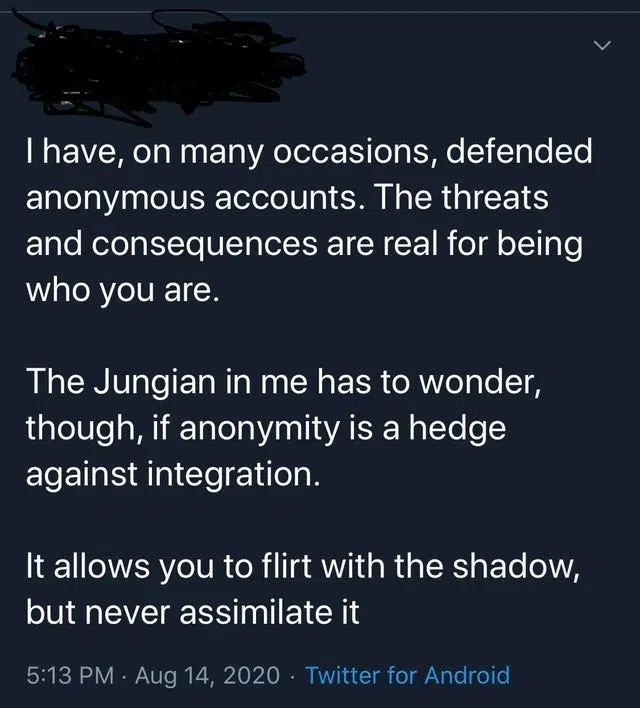 I have, on many occasions, defended
anonymous accounts. The threats
and consequences are real for being
who you are.
The Jungian in me has to wonder,
though, if anonymity is a hedge
against integration.
It allows you to flirt with the shadow,
but never assimilate it
5:13 PM · Aug 14, 2020 · Twitter for Android